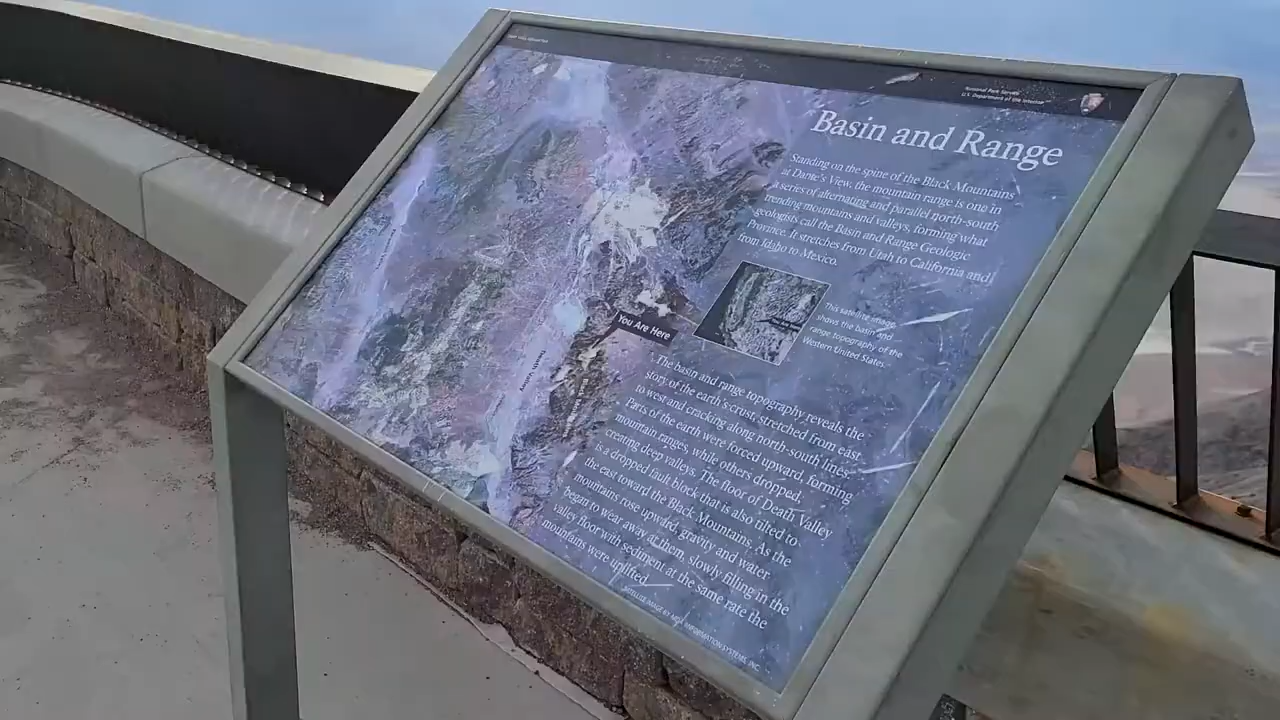 National Park Service
U.S. Department of the Interior
Basin and Range
Standing on the spine of the Black Mountains
at Dante's View, the mountain range is one in
a series of alternating and parallel north-south
trending mountains and valleys, forming what
geologists call the Basin and Range Geologic
Province. It stretches from Utah to California and
from Idaho to Mexico.
This satellite image
shows the basin and
range topography of the
Western United States.
You Are Here
The basin and range topography reveals the
story of the earth's crust, stretched from east
to west and cracking along north-south lines.
Parts of the earth were forced upward, forming
mountain ranges, while others dropped,
creating deep valleys. The floor of Death Valley
is a dropped fault block that is also tilted to
the east toward the Black Mountains. As the
mountains rose upward, gravity and water
began to wear away at them, slowly filling in the
valley floor with sediment at the same rate the
mountains were uplifted.